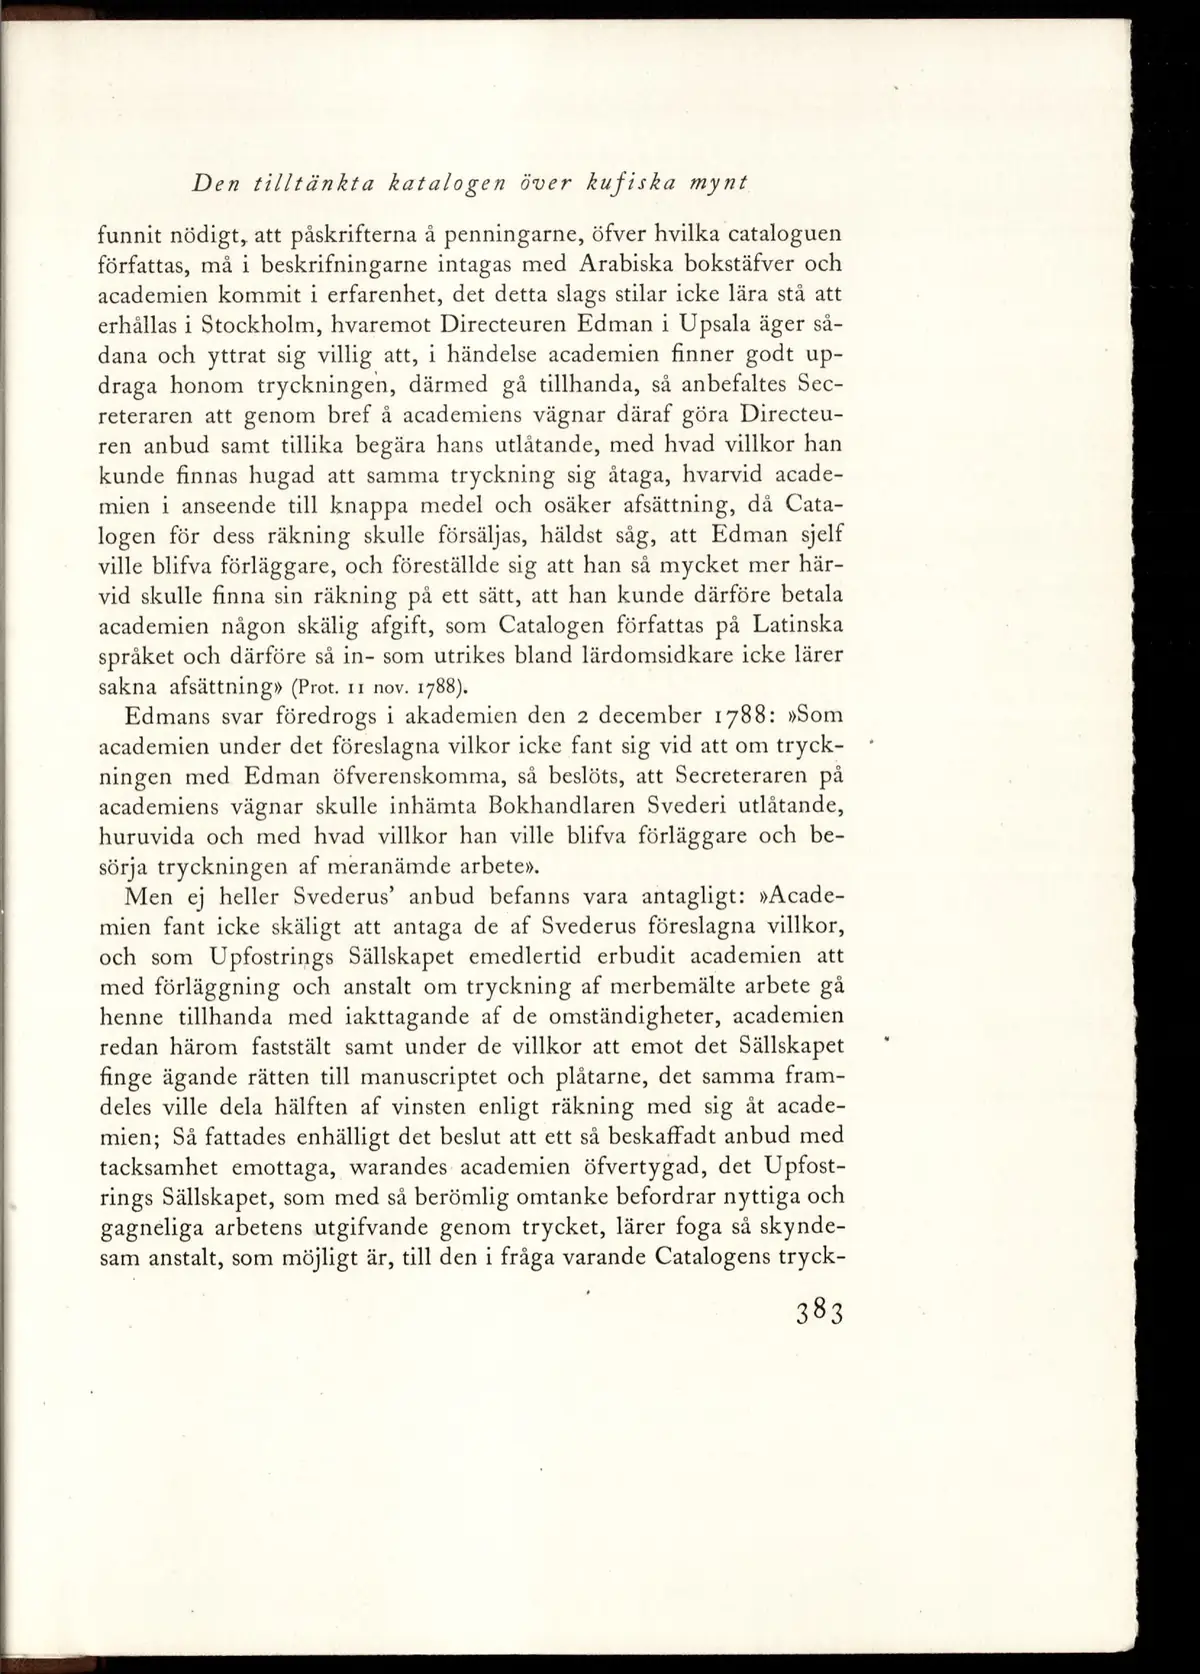 Den tilltänkta katalogen över kufiska mynt
funnit nödigt, att påskrifterna å penningarne, öfver hvilka cataloguen
författas, må i beskrifningarne intagas med Arabiska bokstäfver och
academien kommit i erfarenhet, det detta slags stilar icke lära stå att
erhållas i Stockholm, hvaremot Directeuren Edman i Upsala äger så-
dana och yttrat sig villig att, i händelse academien finner godt up-
draga honom tryckningen, därmed gå tillhanda, så anbefaltes Sec-
reteraren att genom bref å academiens vägnar däraf göra Directeu-
ren anbud samt tillika begära hans utlåtande, med hvad villkor han
kunde finnas hugad att samma tryckning sig åtaga, hvarvid acade-
mien i anseende till knappa medel och osäker afsättning, då Cata-
logen för dess räkning skulle försäljas, häldst såg, att Edman sjelf
ville blifva förläggare, och föreställde sig att han så mycket mer här-
vid skulle finna sin räkning på ett sätt, att han kunde därföre betala
academien någon skälig afgift, som Catalogen författas på Latinska
språket och därföre så in- som utrikes bland lärdomsidkare icke lärer
sakna afsättning» (Prot. 11 nov. 1788).
Edmans svar föredrogs i akademien den 2 december 1788: »Som
academien under det föreslagna vilkor icke fant sig vid att om tryck-
ningen med Edman öfverenskomma, så beslöts, att Secreteraren på
academiens vägnar skulle inhämta Bokhandlaren Svederi utlåtande,
huruvida och med hvad villkor han ville blifva förläggare och be-
sörja tryckningen af meranämde arbete».
Men ej heller Svederus’ anbud befanns vara antagligt: »Acade-
mien fant icke skäligt att antaga de af Svederus föreslagna villkor,
och som Upfostrings Sällskapet emedlertid erbudit academien att
med förläggning och anstalt om tryckning af merbemälte arbete gå
henne tillhanda med iakttagande af de omständigheter, academien
redan härom faststält samt under de villkor att emot det Sällskapet
finge ägande rätten till manuscriptet och plåtarne, det samma fram-
deles ville dela hälften af vinsten enligt räkning med sig åt acade-
mien; Så fattades enhälligt det beslut att ett så beskaffadt anbud med
tacksamhet emottaga, warandes academien öfvertygad, det Upfost-
rings Sällskapet, som med så berömlig omtanke befordrar nyttiga och
gagneliga arbetens utgifvande genom trycket, lärer foga så skynde-
sam anstalt, som möjligt är, till den i fråga varande Catalogens tryck-
383